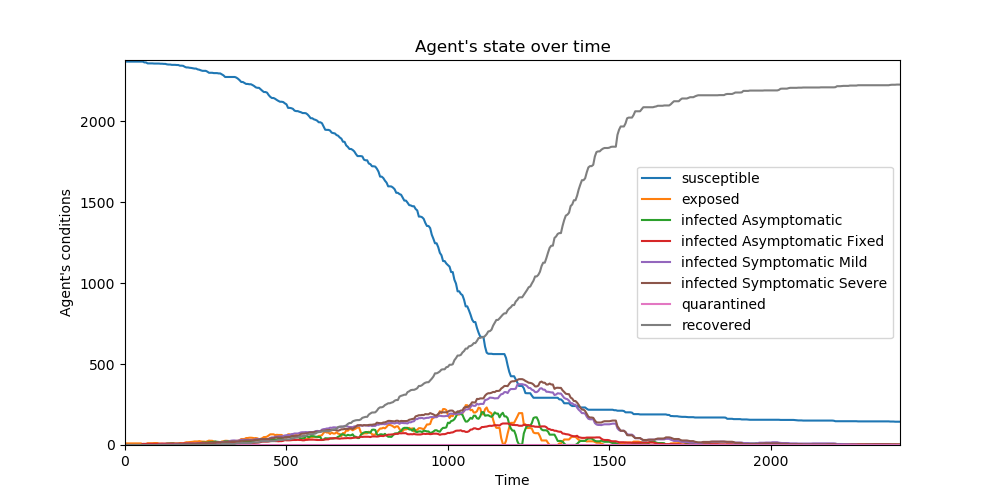 Agent's state over time
Agent's conditions
2000
1500
1000
500
0
susceptible
exposed
infected Asymptomatic
infected Asymptomatic Fixed
infected Symptomatic Mild
infected Symptomatic Severe
quarantined
recovered
0 500 1000 1500 2000
Time